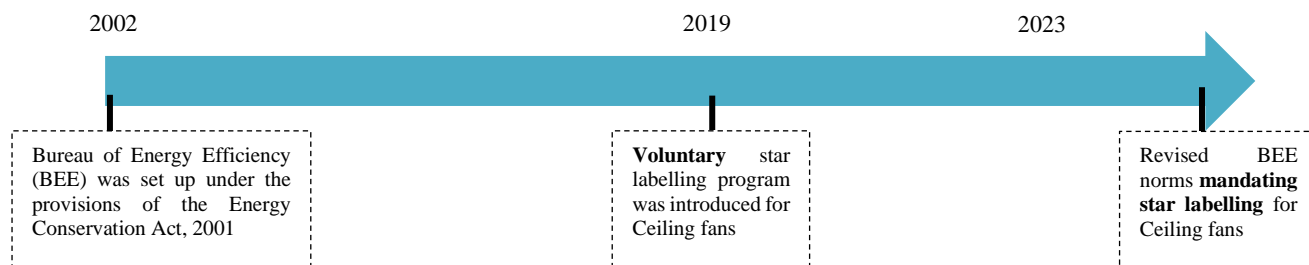 2002
2019
2023
Bureau of Energy Efficiency
(BEE) was set up under the
provisions of the Energy
Conservation Act, 2001
Voluntary star
labelling program
was introduced for
Ceiling fans
Revised BEE
norms mandating
star labelling for
Ceiling fans